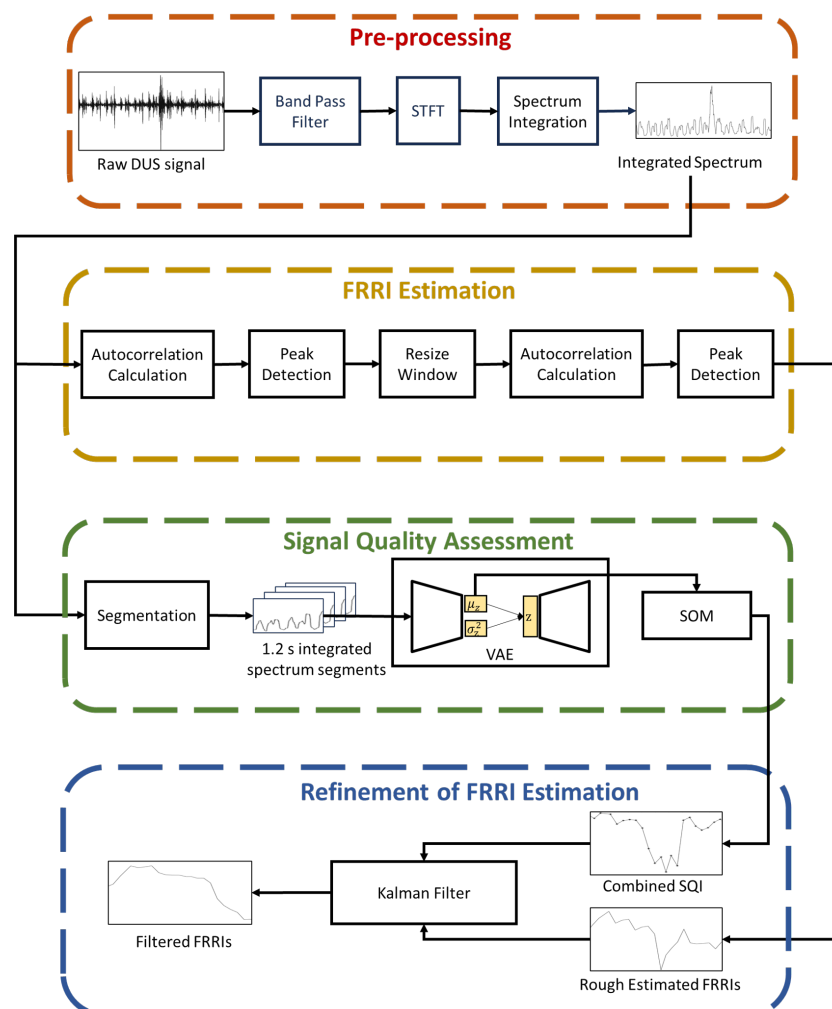 Pre-processing
Band Pass
Filter
STFT
Spectrum
Integration
Raw DUS signal
Integrated Spectrum
FRRI Estimation
Autocorrelation
Calculation
Peak
Detection
Resize
Window
Autocorrelation
Calculation
Peak
Detection
Signal Quality Assessment
Segmentation
1.2 s integrated
spectrum segments
μz
σz²
z
VAE
SOM
Refinement of FRRI Estimation
Combined SQI
Kalman Filter
Filtered FRRIs
Rough Estimated FRRIs